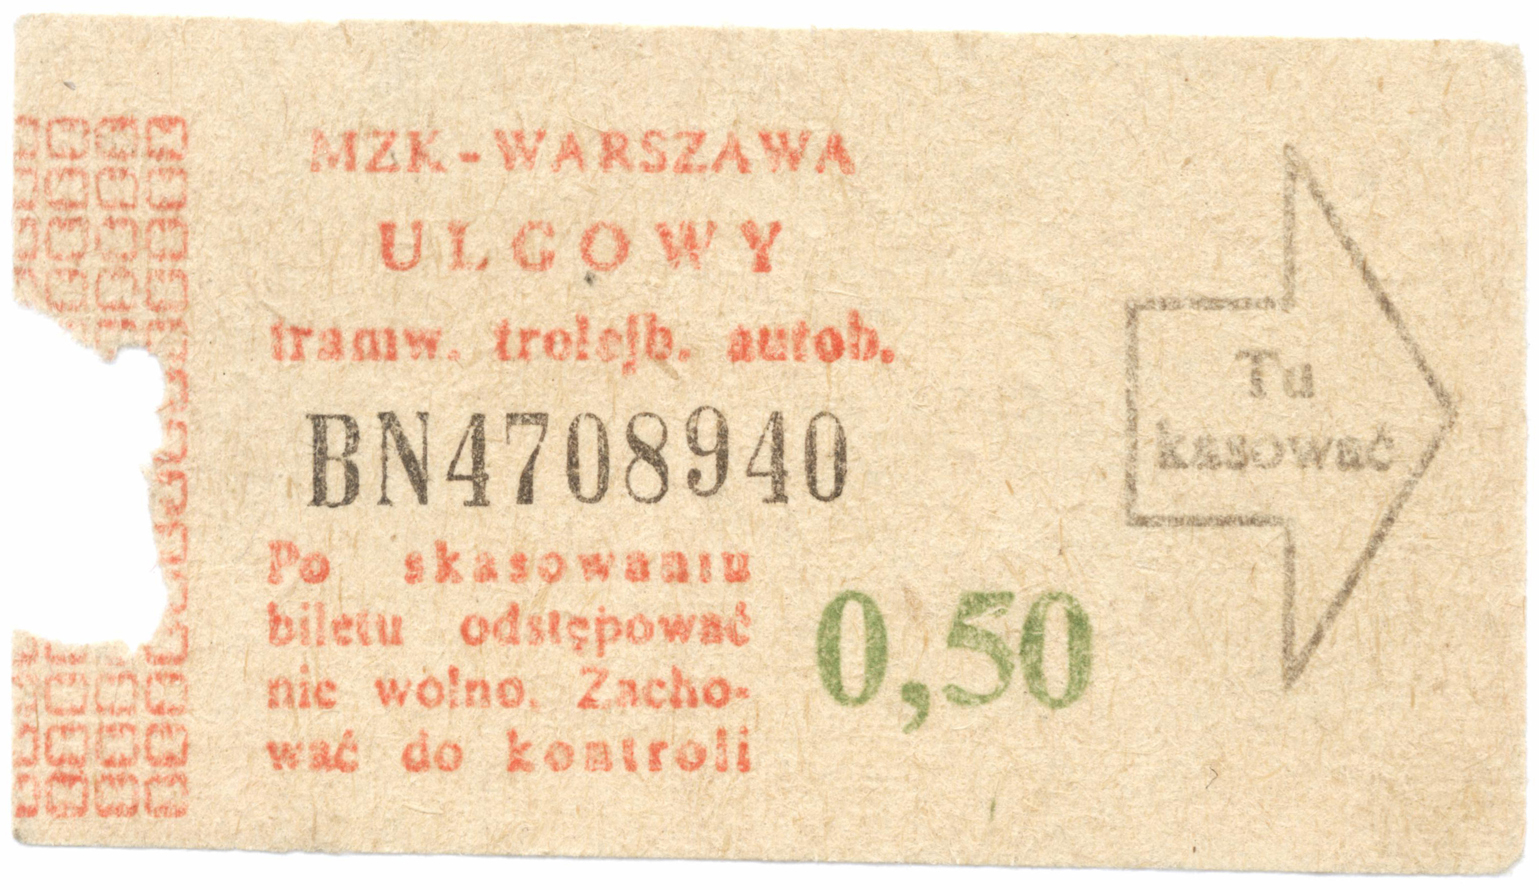 MZK-WARSZAWA
ULGOWY
tramw. trolejb. autob.
BN4708940
Po skasowaniu
biletu odstępować
nie wolno. Zacho-
wać do kontroli
0,50
Tu
kasować